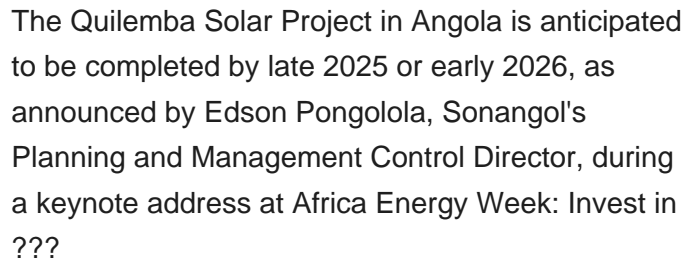 The Quilemba Solar Project in Angola is anticipated
to be completed by late 2025 or early 2026, as
announced by Edson Pongolola, Sonangol's
Planning and Management Control Director, during
a keynote address at Africa Energy Week: Invest in
???